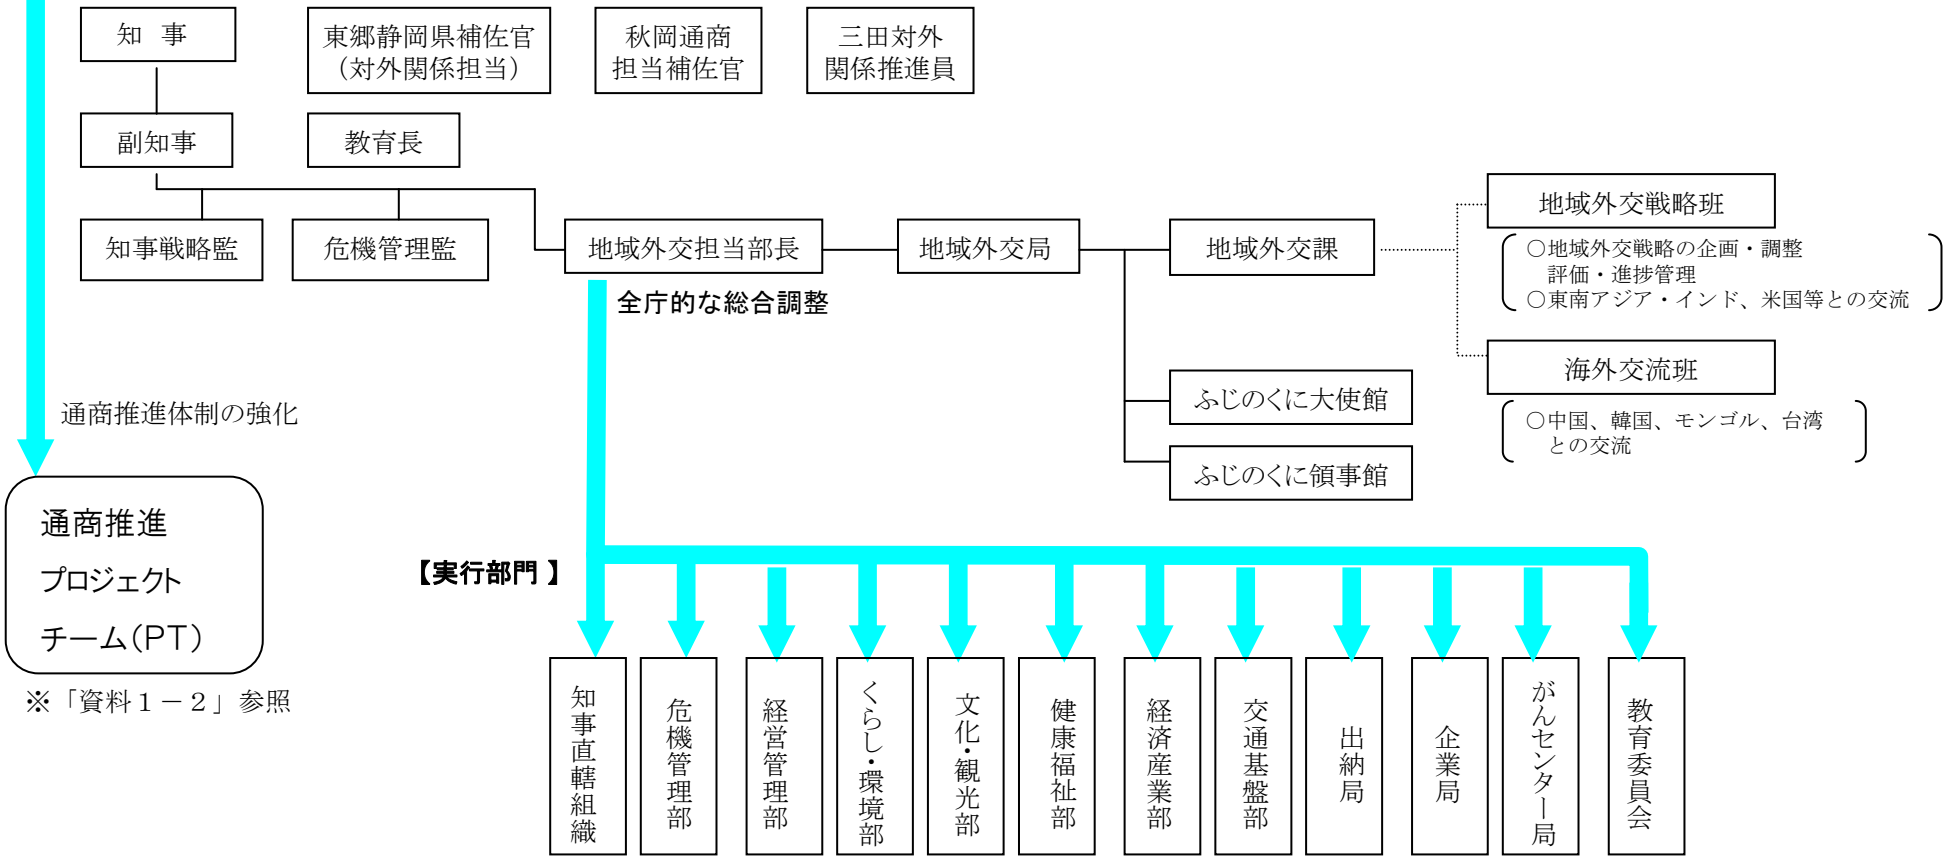 知 事
東郷静岡県補佐官
（対外関係担当）
秋岡通商
担当補佐官
三田対外
関係推進員
副知事
教育長
知事戦略監
危機管理監
地域外交担当部長
地域外交局
地域外交課
地域外交戦略班
○地域外交戦略の企画・調整
評価・進捗管理
○東南アジア・インド、米国等との交流
全庁的な総合調整
海外交流班
○中国、韓国、モンゴル、台湾
との交流
ふじのくに大使館
ふじのくに領事館
通商推進体制の強化
通商推進
プロジェクト
チーム(PT)
※「資料１－２」参照
【実行部門 】
知事直轄組織
危機管理部
経営管理部
くらし・環境部
文化・観光部
健康福祉部
経済産業部
交通基盤部
出納局
企業局
がんセンター局
教育委員会